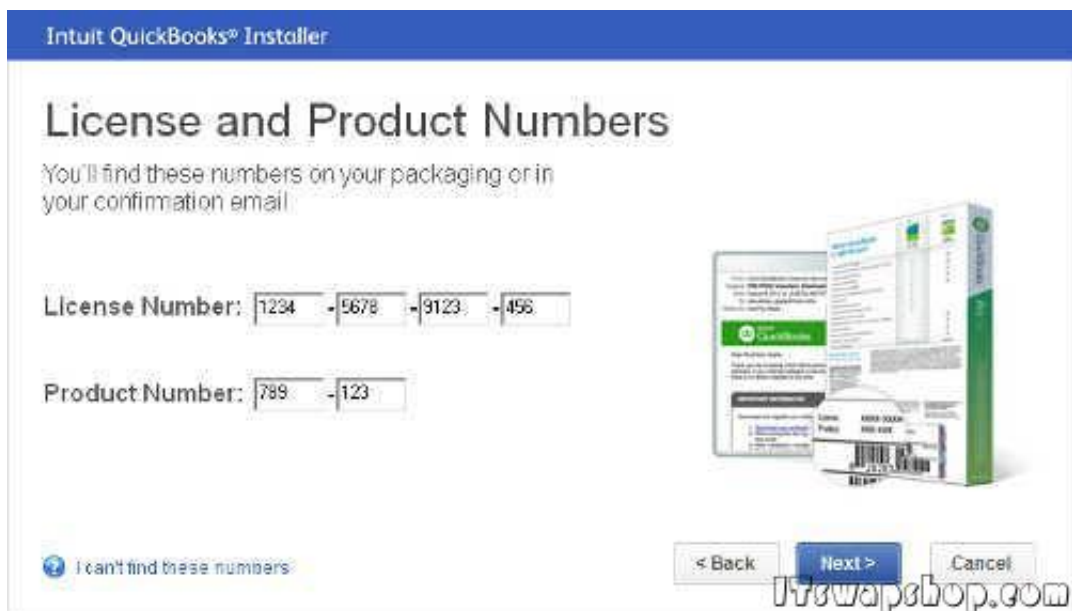 Intuit QuickBooks® Installer
License and Product Numbers
You'll find these numbers on your packaging or in
your confirmation email
License Number: 1234 - 5678 - 9123 - 456
Product Number: 789 - 123
QuickBooks
I can't find these numbers
< Back Next > Cancel
ITswapshop.com